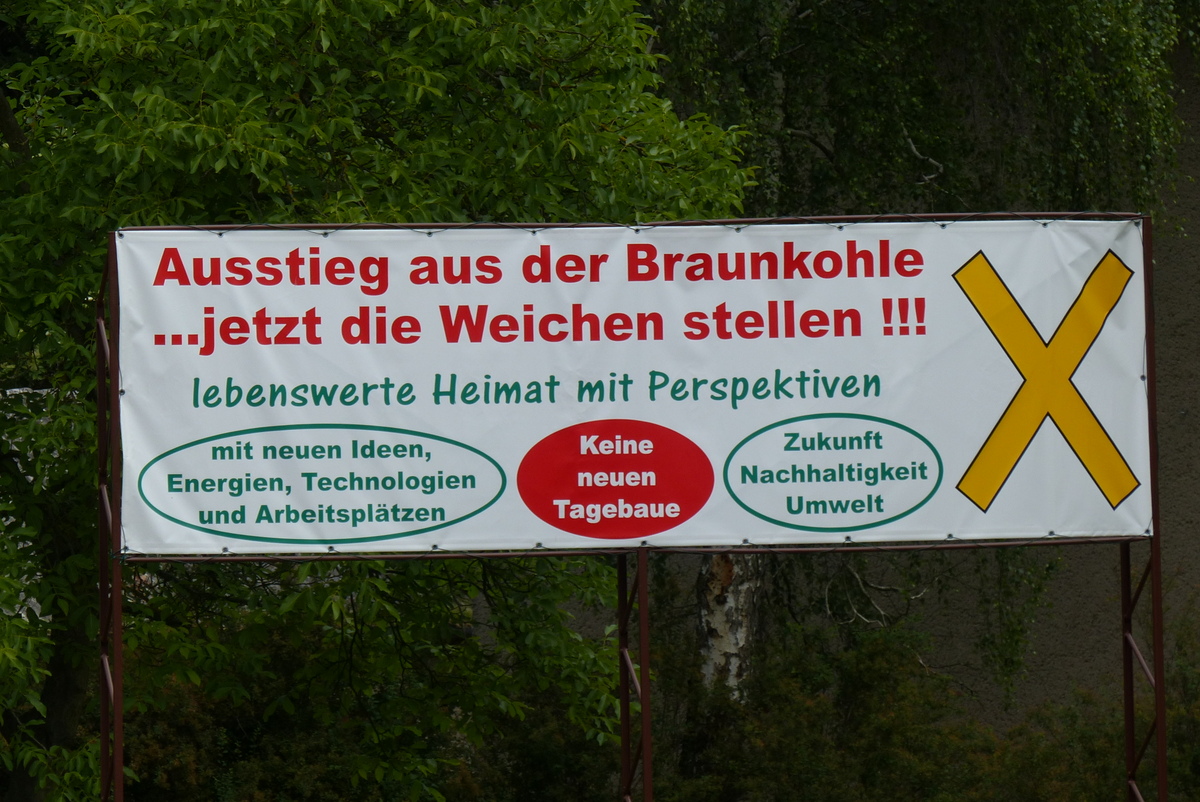 Ausstieg aus der Braunkohle
...jetzt die Weichen stellen !!!
lebenswerte Heimat mit Perspektiven
mit neuen Ideen,
Energien, Technologien
und Arbeitsplätzen
Keine
neuen
Tagebaue
Zukunft
Nachhaltigkeit
Umwelt